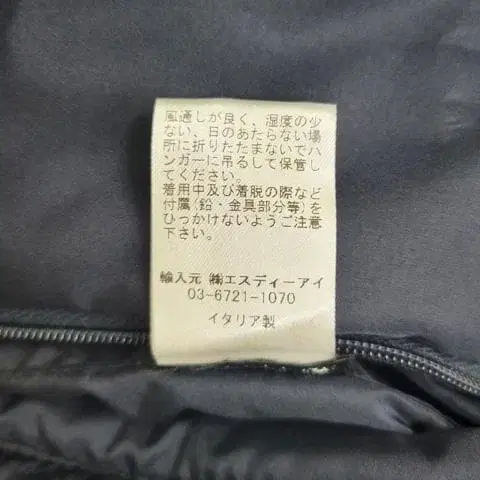 風通しが良く、湿度の少
ない、日のあたらない場
所に折りたたまないでハ
ンガーに吊るして保管し
てください。
着用中及び着脱の際など
付属(鉛・金具部分等)を
ひっかけないようご注意
下さい。
輸入元 ㈱エスディーアイ
03-6721-1070
イタリア製